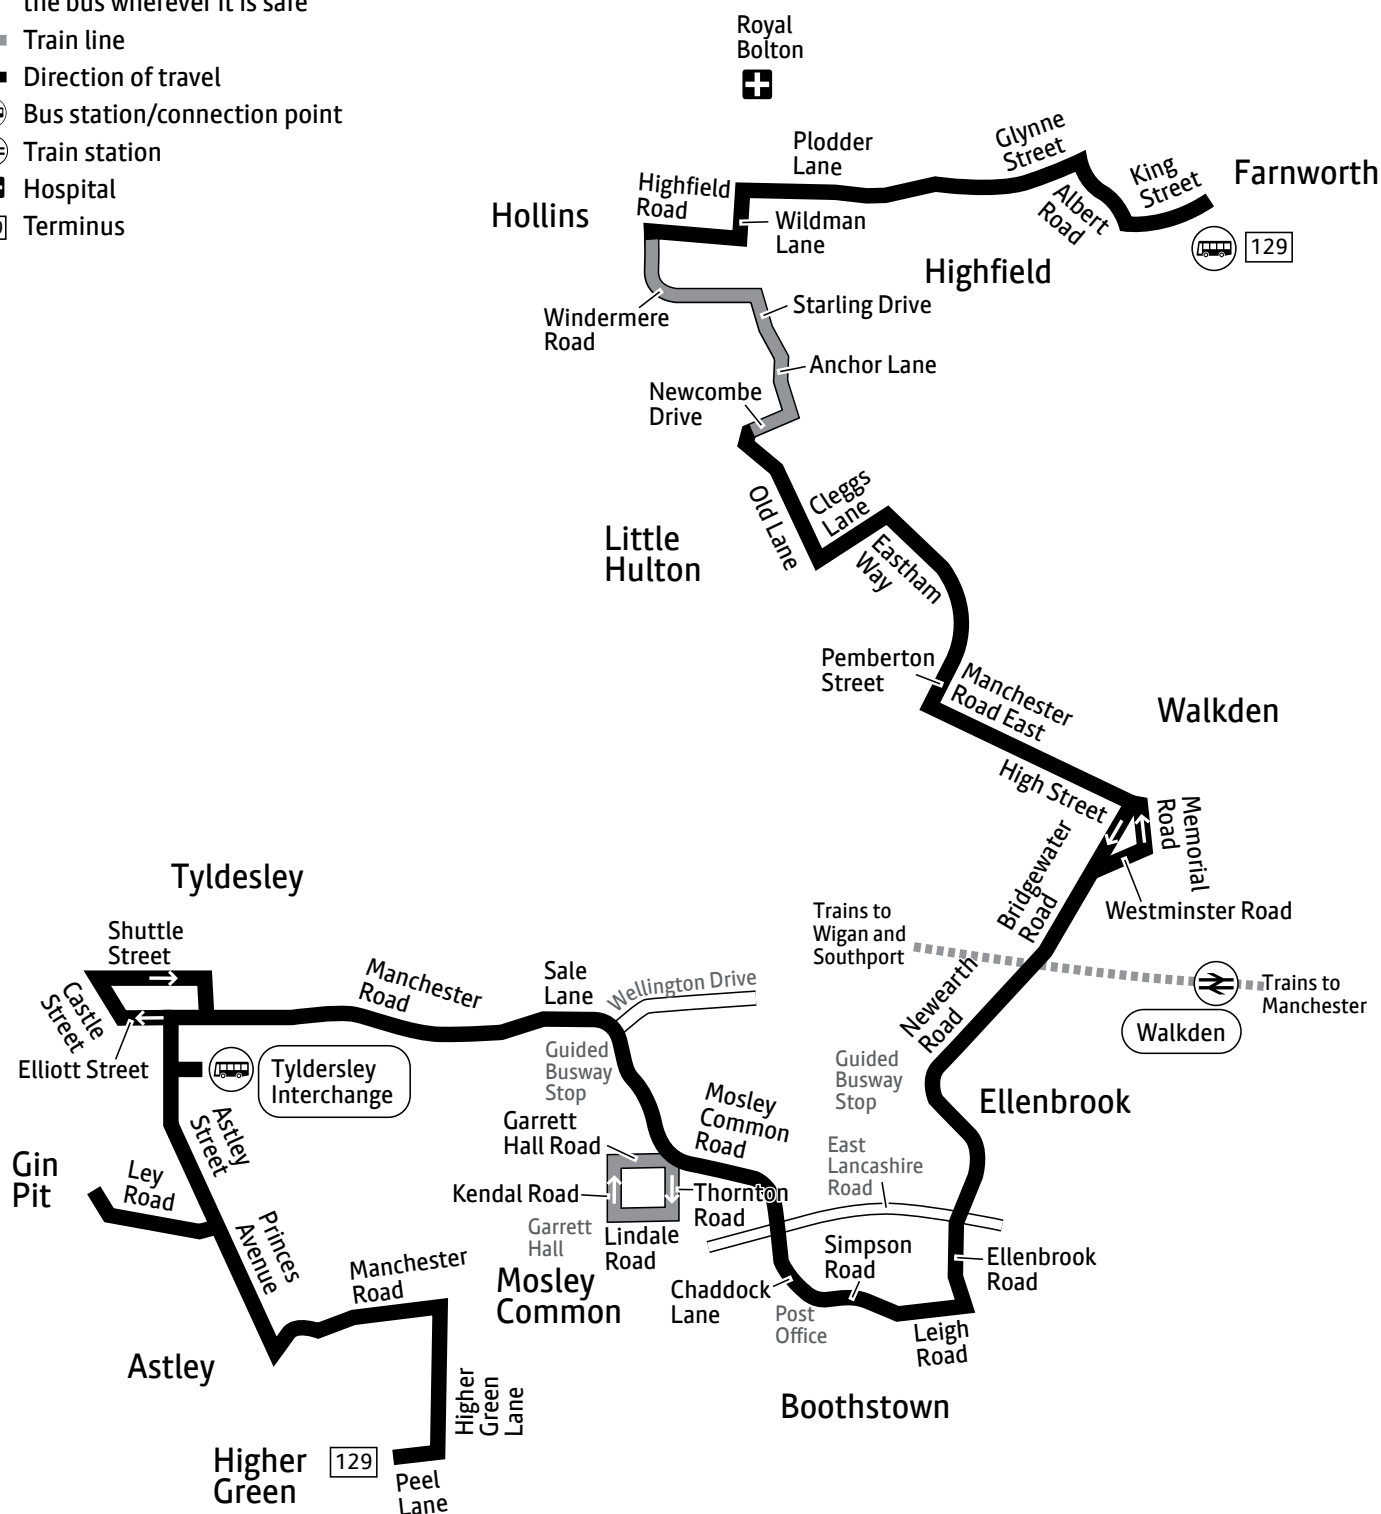 the bus wherever it is safe
Train line
Direction of travel
Bus station/connection point
Train station
Hospital
Terminus
Royal
Bolton
Plodder
Lane
Glynne
Street
King
Street
Farnworth
Albert
Road
129
Highfield
Road
Hollins
Wildman
Lane
Highfield
Windermere
Road
Starling Drive
Anchor Lane
Newcombe
Drive
Old Lane
Cleggs
Lane
Eastham
Way
Little
Hulton
Pemberton
Street
Manchester
Road East
Walkden
High Street
Memorial
Road
Bridgewater
Road
Westminster Road
Trains to
Wigan and
Southport
Trains to
Manchester
Walkden
Newearth
Road
Tyldesley
Shuttle
Street
Castle
Street
Elliott Street
Manchester
Road
Sale
Lane
Wellington Drive
Tyldersley
Interchange
Guided
Busway
Stop
Guided
Busway
Stop
Ellenbrook
Astley
Street
Garrett
Hall Road
Mosley
Common
Road
East
Lancashire
Road
Gin
Pit
Ley
Road
Kendal Road
Thornton
Road
Garrett
Hall
Lindale
Road
Princes
Avenue
Manchester
Road
Mosley
Common
Simpson
Road
Ellenbrook
Road
Chaddock
Lane
Post
Office
Leigh
Road
Astley
Higher
Green
Lane
Boothstown
Higher
Green
129
Peel
Lane